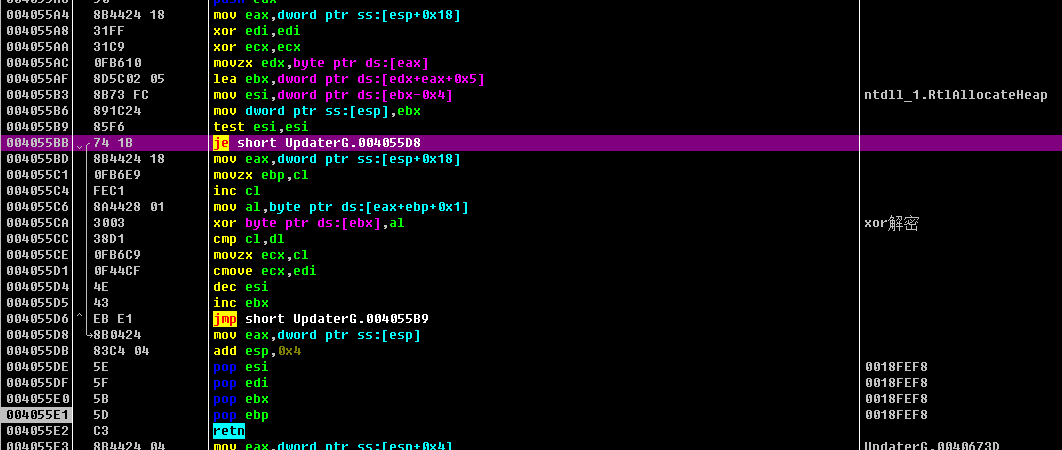 004055A4 8B4424 18 mov eax,dword ptr ss:[esp+0x18]
004055A8 31FF xor edi,edi
004055AA 31C9 xor ecx,ecx
004055AC 0FB610 movzx edx,byte ptr ds:[eax]
004055AF 8D5C02 05 lea ebx,dword ptr ds:[edx+eax+0x5]
004055B3 8B73 FC mov esi,dword ptr ds:[ebx-0x4] ntdll_1.RtlAllocateHeap
004055B6 891C24 mov dword ptr ss:[esp],ebx
004055B9 85F6 test esi,esi
004055BB 74 1B je short UpdaterG.004055D8
004055BD 8B4424 18 mov eax,dword ptr ss:[esp+0x18]
004055C1 0FB6E9 movzx ebp,cl
004055C4 FEC1 inc cl
004055C6 8A4428 01 mov al,byte ptr ds:[eax+ebp+0x1]
004055CA 3003 xor byte ptr ds:[ebx],al xor解密
004055CC 38D1 cmp cl,dl
004055CE 0FB6C9 movzx ecx,cl
004055D1 0F44CF cmove ecx,edi
004055D4 4E dec esi
004055D5 43 inc ebx
004055D6 EB E1 jmp short UpdaterG.004055B9
004055D8 8B0424 mov eax,dword ptr ss:[esp]
004055DB 83C4 04 add esp,0x4
004055DE 5E pop esi 0018FEF8
004055DF 5F pop edi 0018FEF8
004055E0 5B pop ebx 0018FEF8
004055E1 5D pop ebp 0018FEF8
004055E2 C3 retn
004055E3 8B4424 04 mov eax,dword ptr ss:[esp+0x4] UpdaterG.0040673D